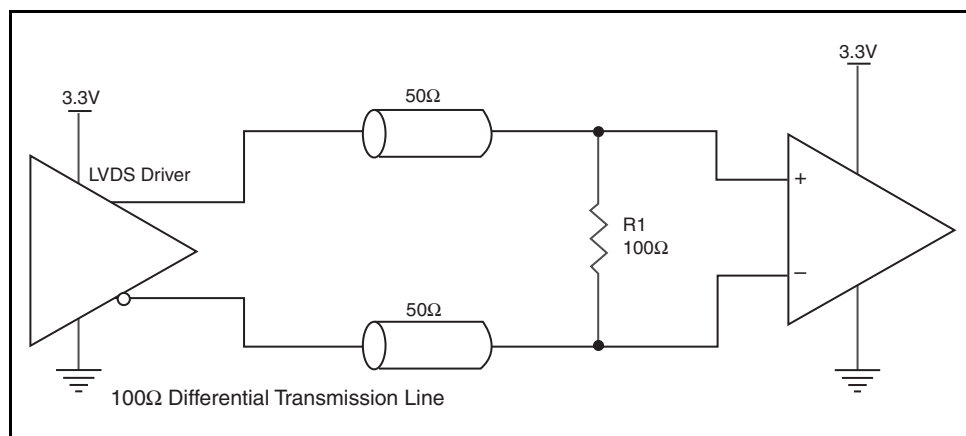 3.3V
LVDS Driver
50Ω
50Ω
R1
100Ω
3.3V
+
−
100Ω Differential Transmission Line